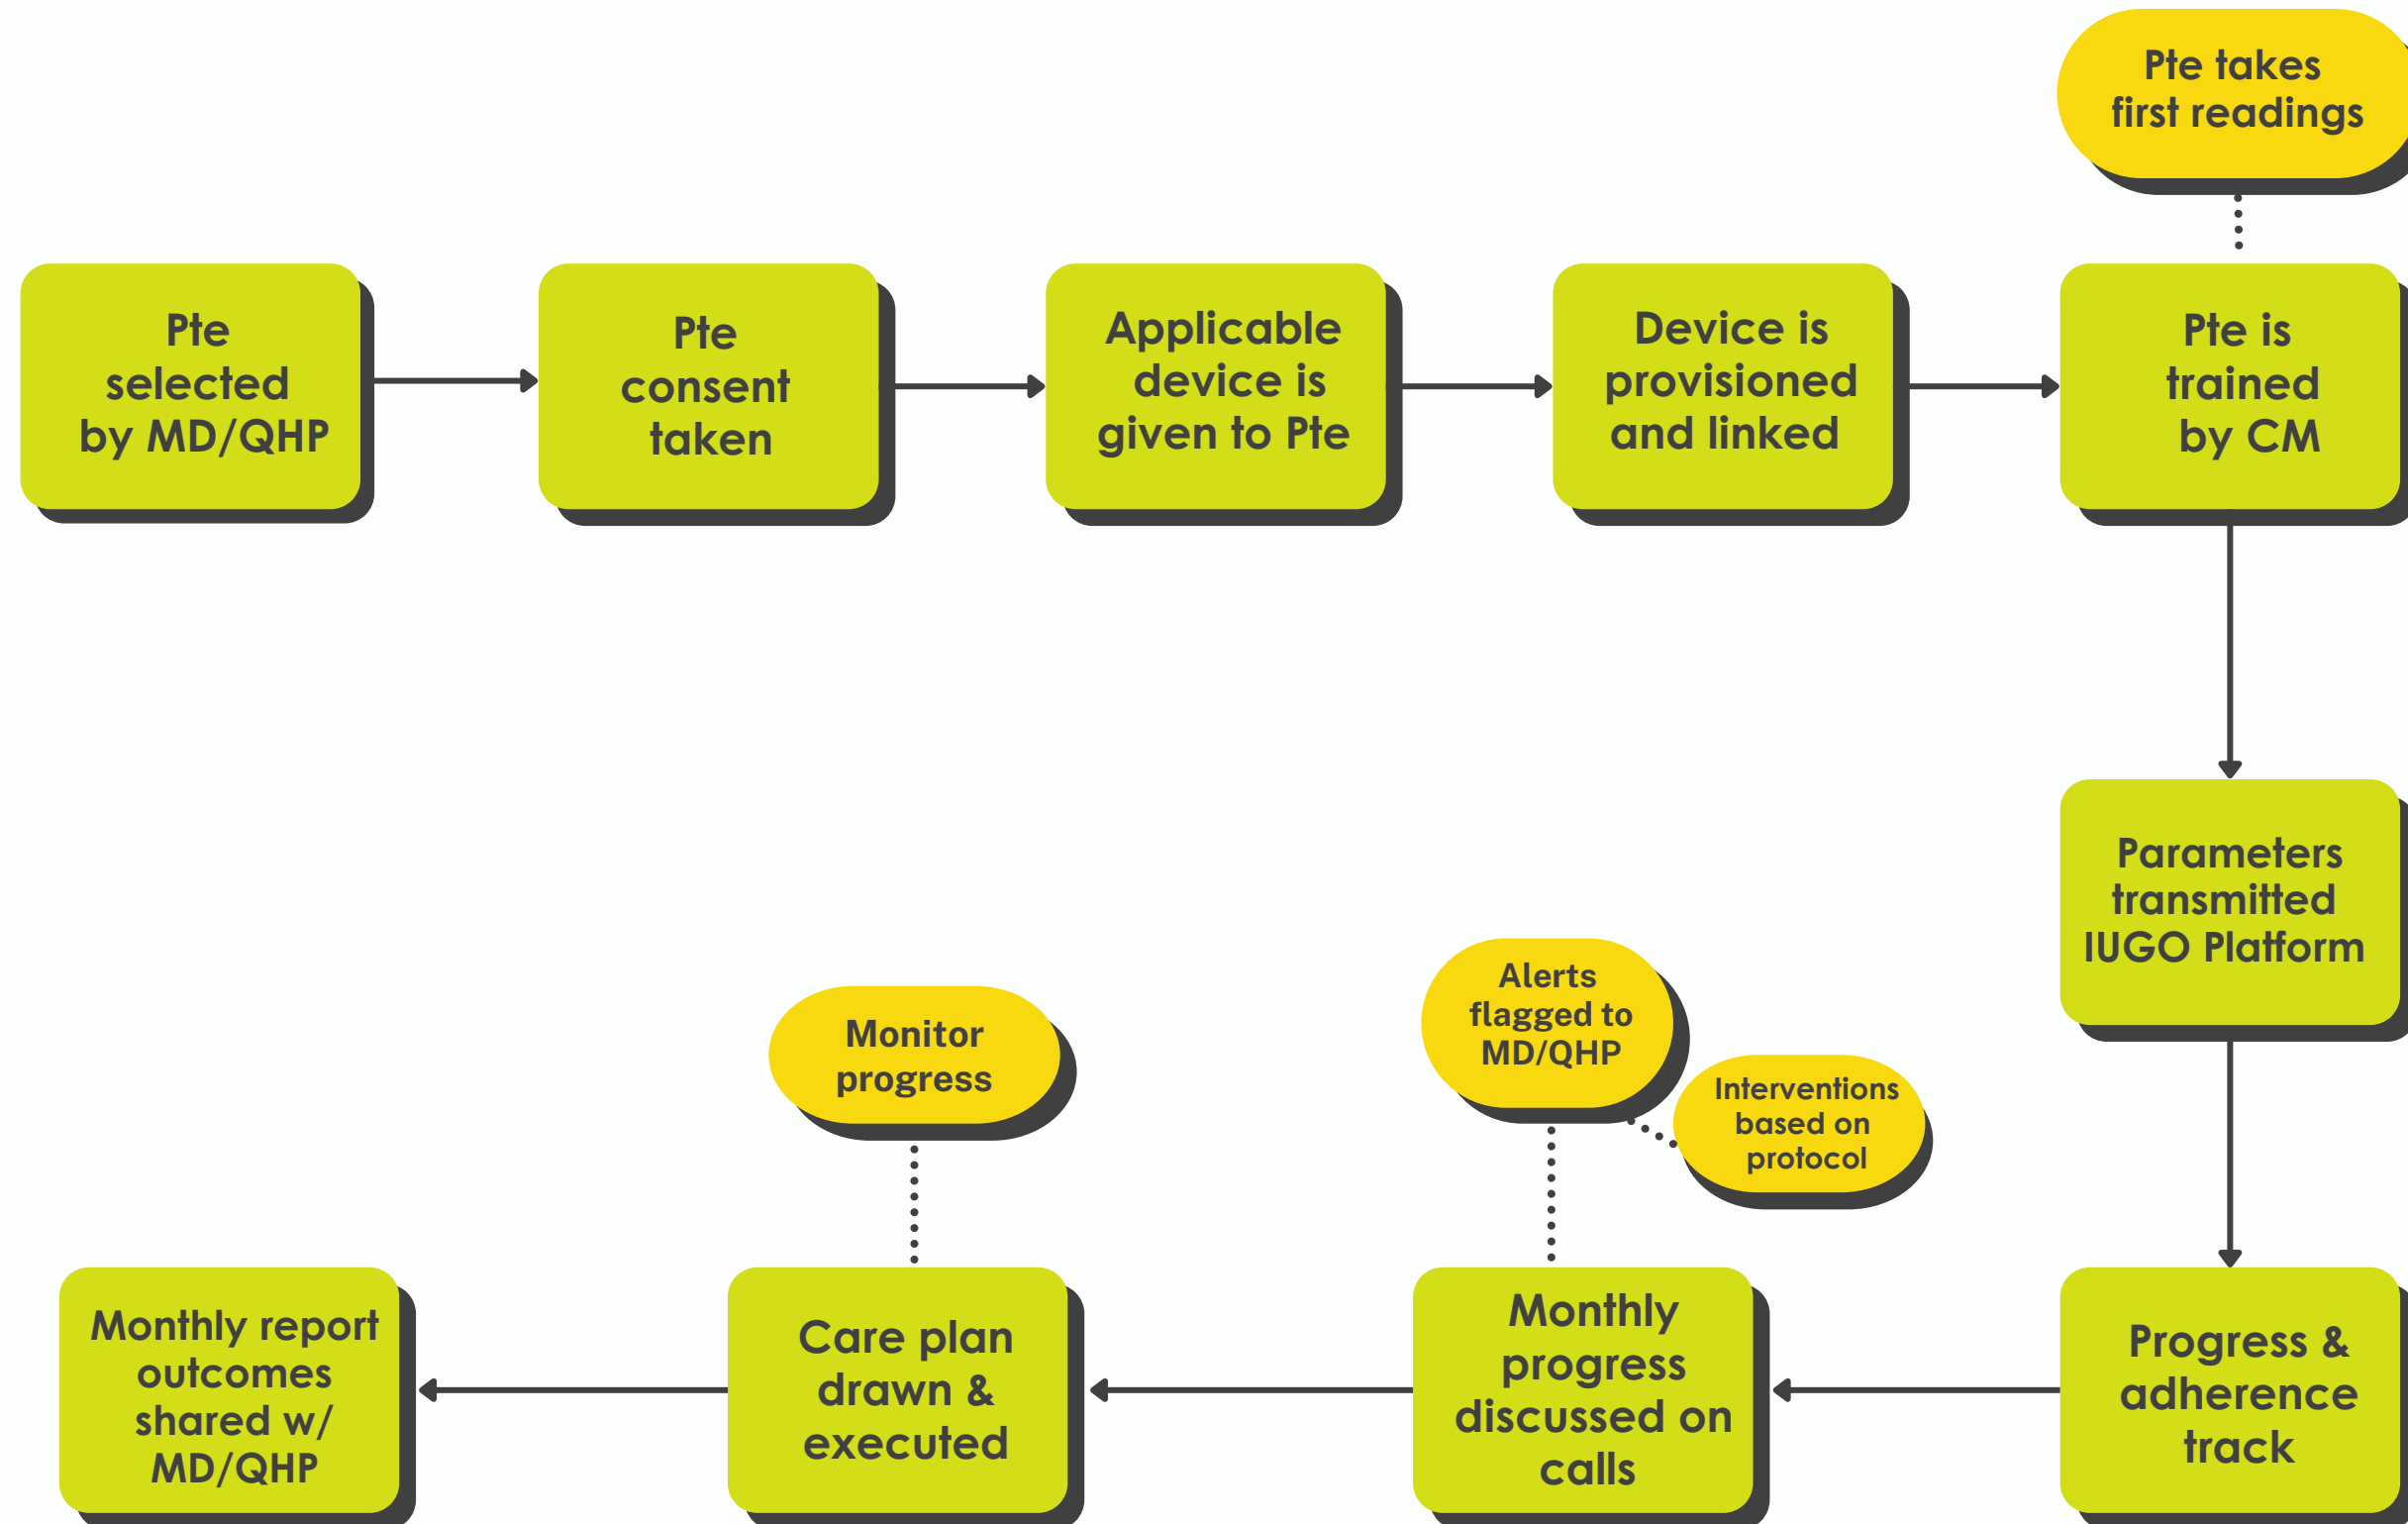 Pte takes
first readings
Pte
selected
by MD/QHP
Pte
consent
taken
Applicable
device is
given to Pte
Device is
provisioned
and linked
Pte is
trained
by CM
Parameters
transmitted
IUGO Platform
Progress &
adherence
track
Alerts
flagged to
MD/QHP
Interventions
based on
protocol
Monthly
progress
discussed on
calls
Monitor
progress
Care plan
drawn &
executed
Monthly report
outcomes
shared w/
MD/QHP